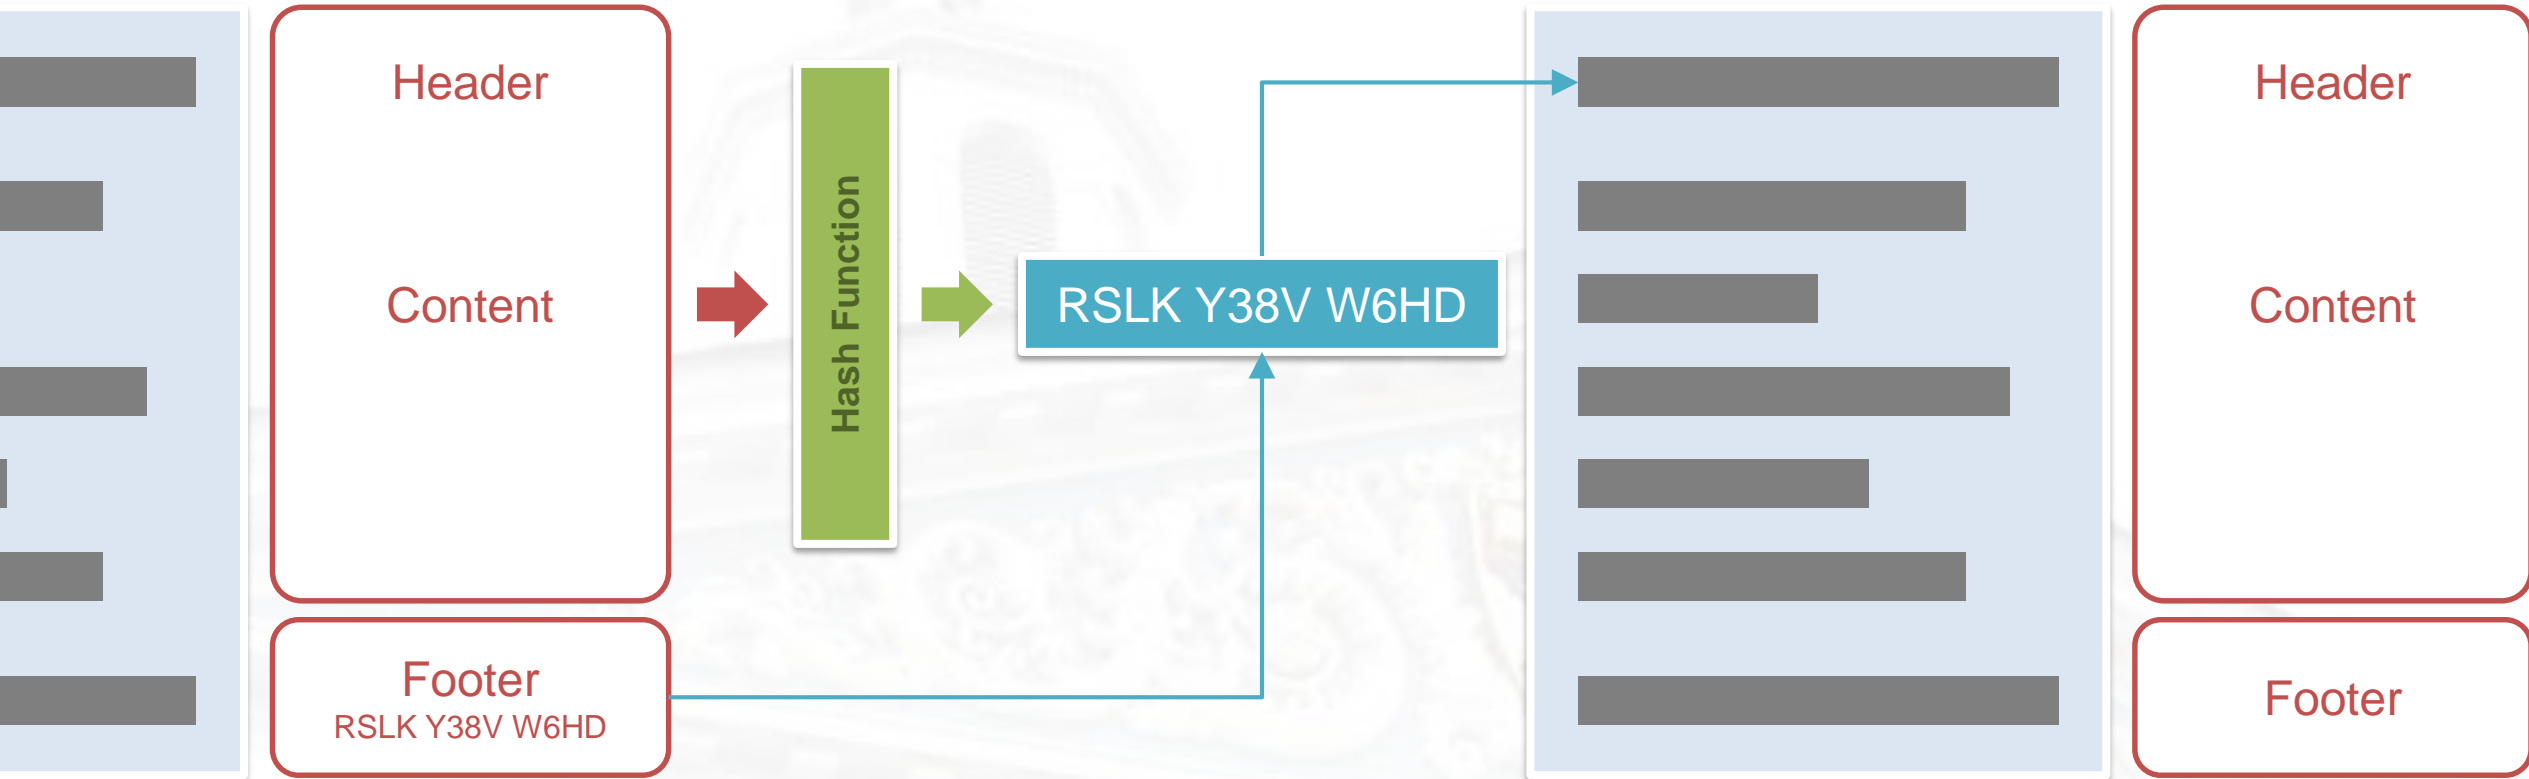 Header
Content
Footer
RSLK Y38V W6HD
Hash Function
RSLK Y38V W6HD
Header
Content
Footer